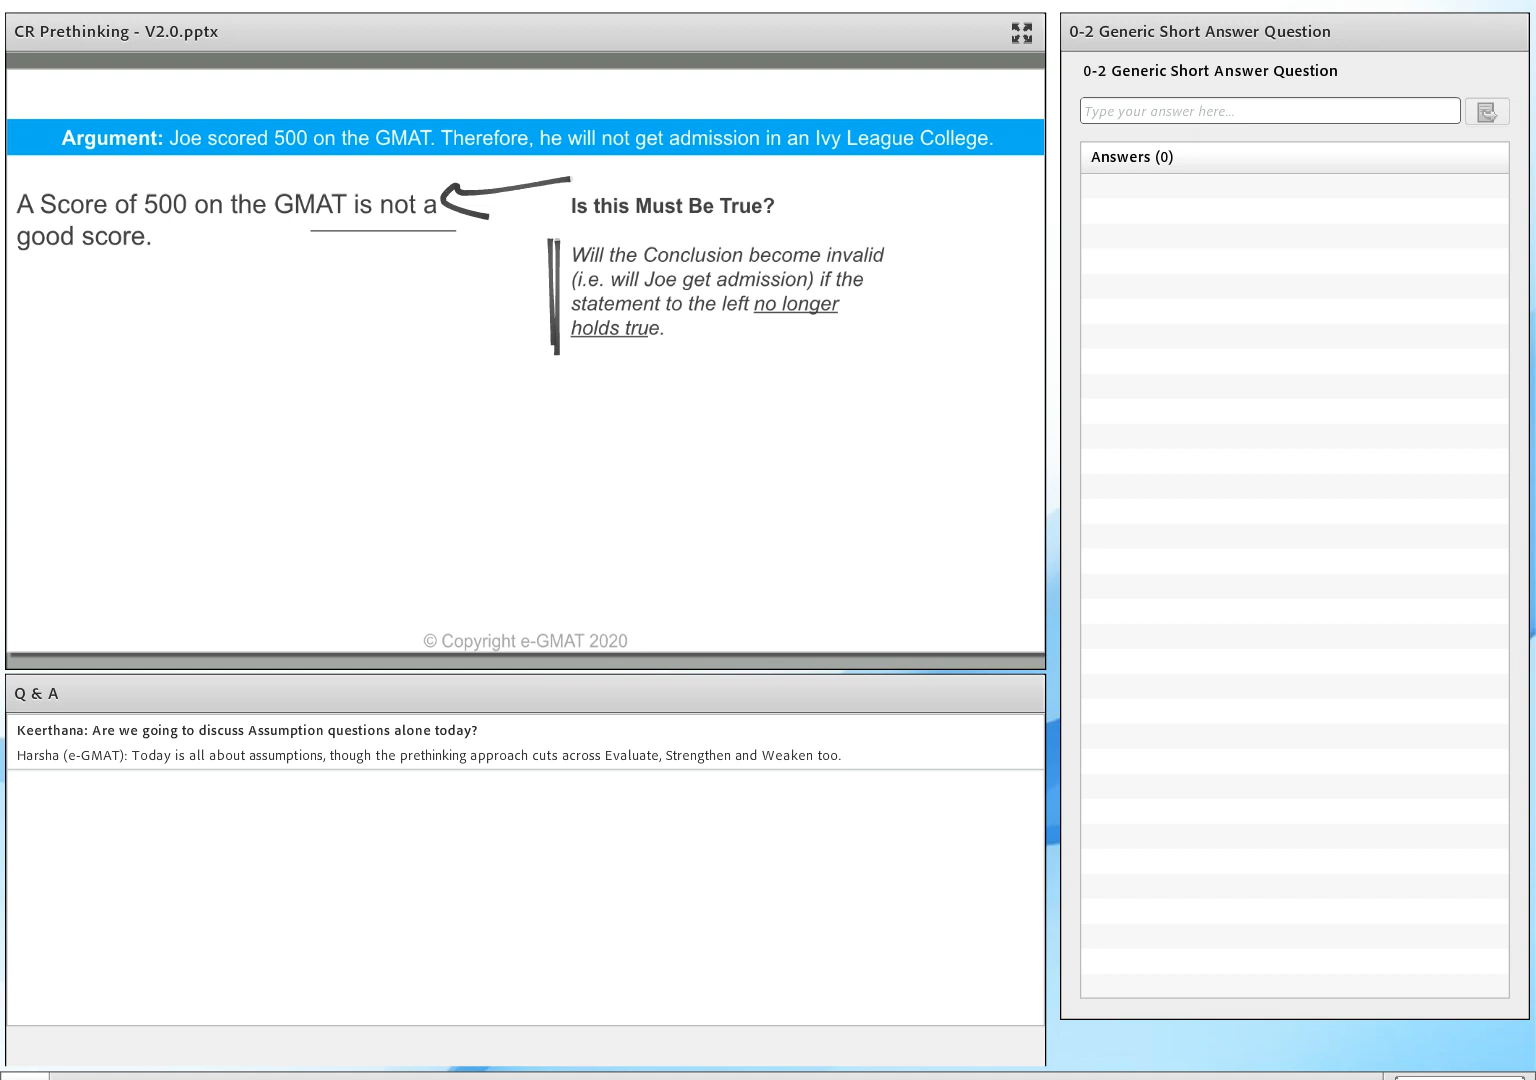 CR Prethinking - V2.0.pptx
Argument: Joe scored 500 on the GMAT. Therefore, he will not get admission in an Ivy League College.
A Score of 500 on the GMAT is not a
good score.
Is this Must Be True?
Will the Conclusion become invalid
(i.e. will Joe get admission) if the
statement to the left no longer
holds true.
© Copyright e-GMAT 2020
Q & A
Keerthana: Are we going to discuss Assumption questions alone today?
Harsha (e-GMAT): Today is all about assumptions, though the prethinking approach cuts across Evaluate, Strengthen and Weaken too.
0-2 Generic Short Answer Question
0-2 Generic Short Answer Question
Type your answer here...
Answers (0)